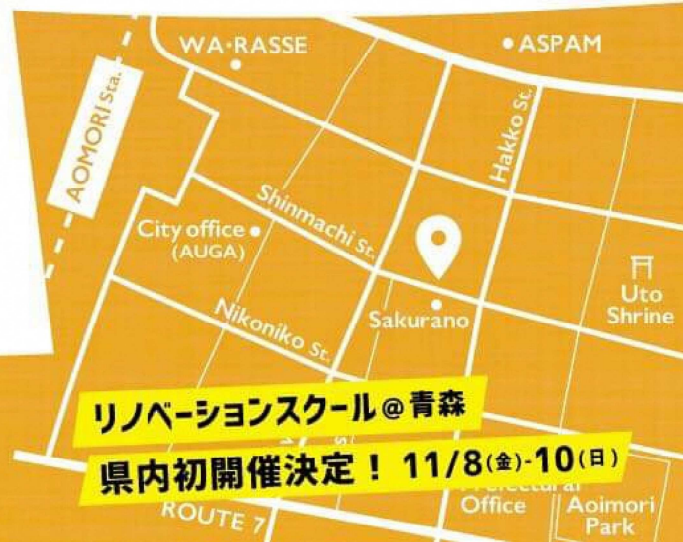 WA・RASSE
ASPAM
AOMORI Sta.
Hakko St.
Shinmachi St.
City office
(AUGA)
Uto
Shrine
Sakurano
Nikoniko St.
リノベーションスクール@青森
県内初開催決定! 11/8(金)-10(日)
Office
Aoimori
Park
ROUTE 7